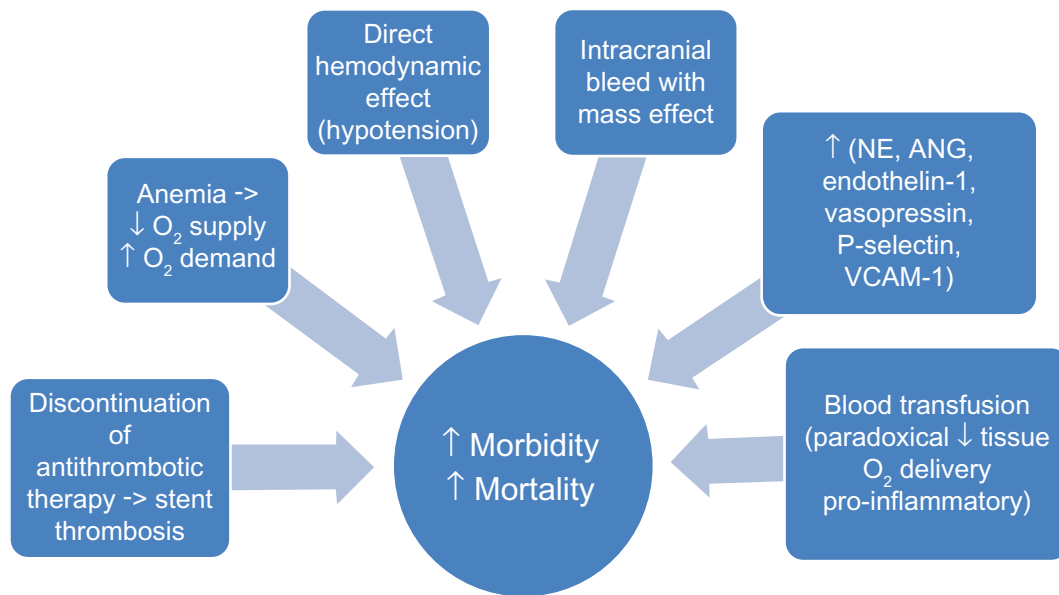 Direct
hemodynamic
effect
(hypotension)
Intracranial
bleed with
mass effect
Anemia ->
↓ O₂ supply
↑ O₂ demand
↑ (NE, ANG,
endothelin-1,
vasopressin,
P-selectin,
VCAM-1)
Discontinuation
of
antithrombotic
therapy -> stent
thrombosis
↑ Morbidity
↑ Mortality
Blood transfusion
(paradoxical ↓ tissue
O₂ delivery
pro-inflammatory)